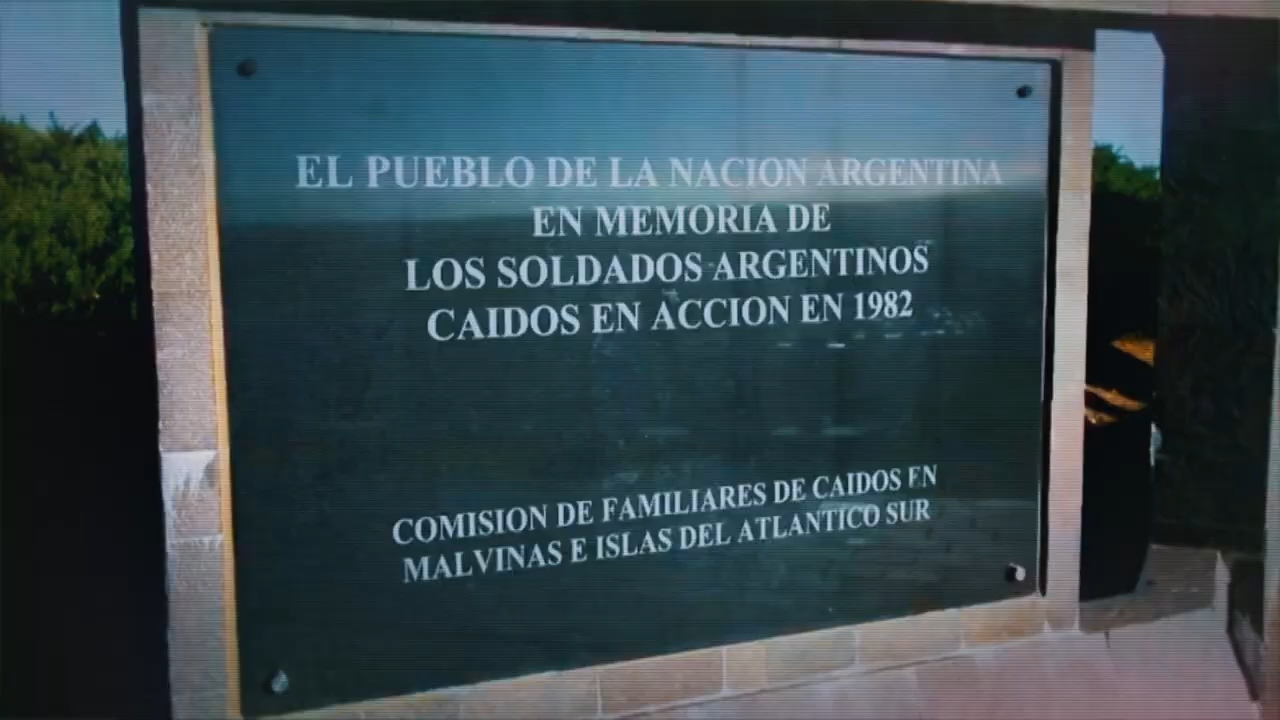 EL PUEBLO DE LA NACION ARGENTINA
EN MEMORIA DE
LOS SOLDADOS ARGENTINOS
CAIDOS EN ACCION EN 1982
COMISION DE FAMILIARES DE CAIDOS EN
MALVINAS E ISLAS DEL ATLANTICO SUR